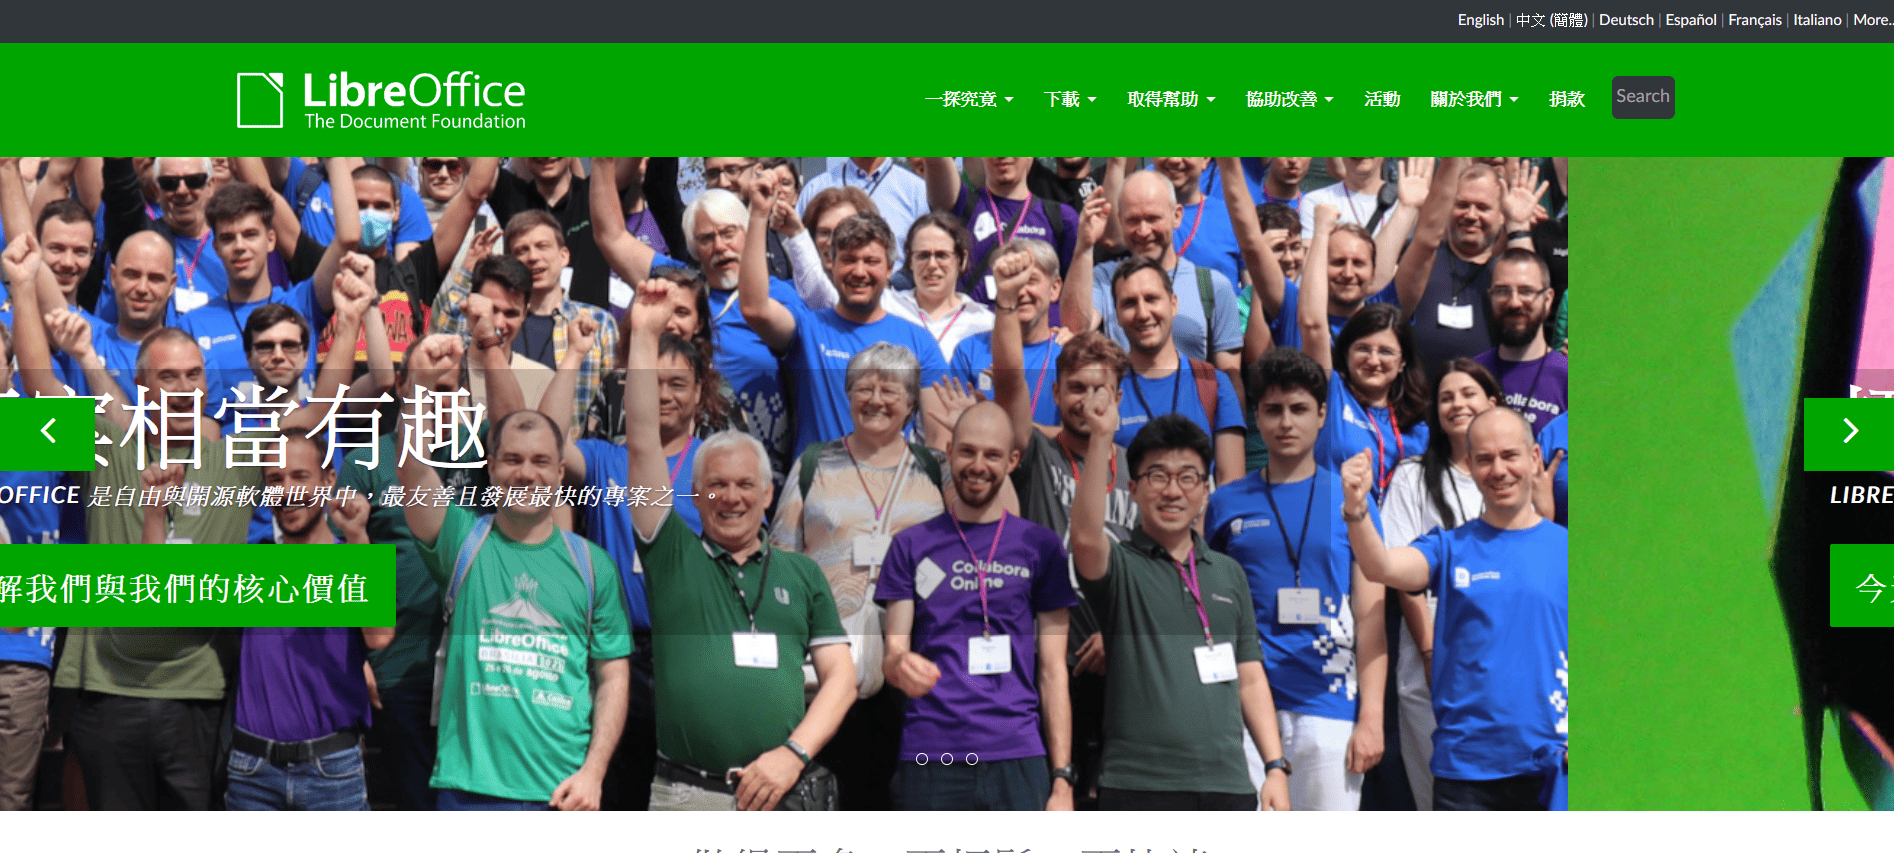 English | 中文 (簡體) | Deutsch | Español | Français | Italiano | More..
LibreOffice
The Document Foundation
一探究竟 下載 取得幫助 協助改善 活動 關於我們 捐款 Search
Collabora
相當有趣
OFFICE 是自由與開源軟體世界中，最友善且發展最快的專案之一。
LIBRE
解我們與我們的核心價值
今
Collabora
Online
LibreOffice